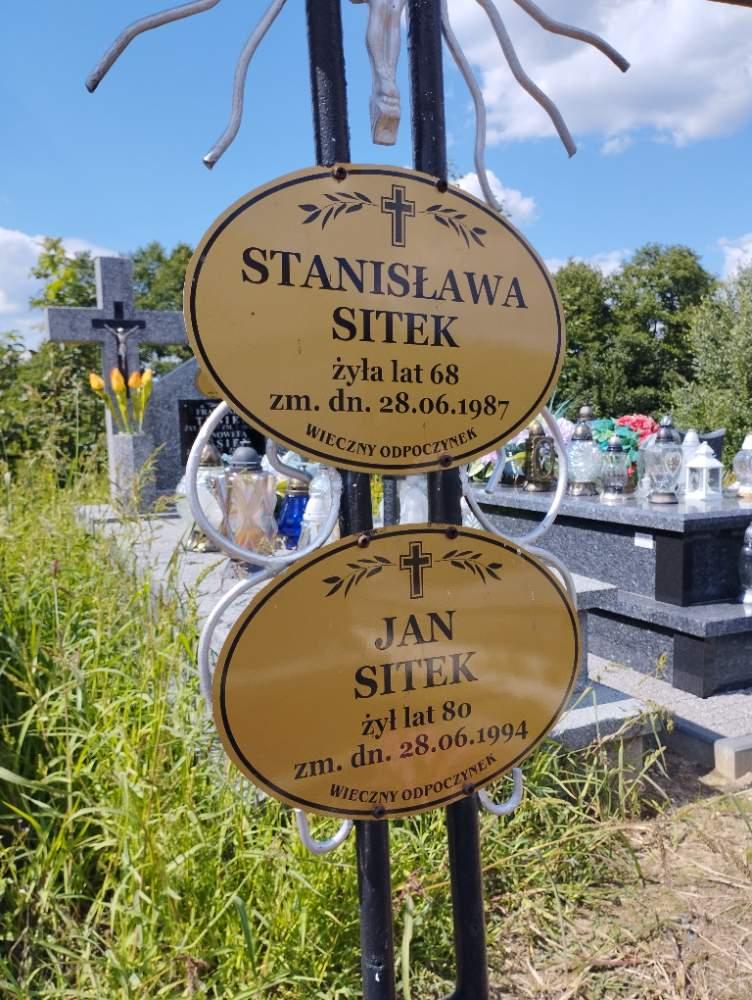 STANISŁAWA
SITEK
żyła lat 68
zm. dn. 28.06.1987
WIECZNY ODPOCZYNEK
JAN
SITEK
żył lat 80
zm. dn. 28.06.1994
WIECZNY ODPOCZYNEK